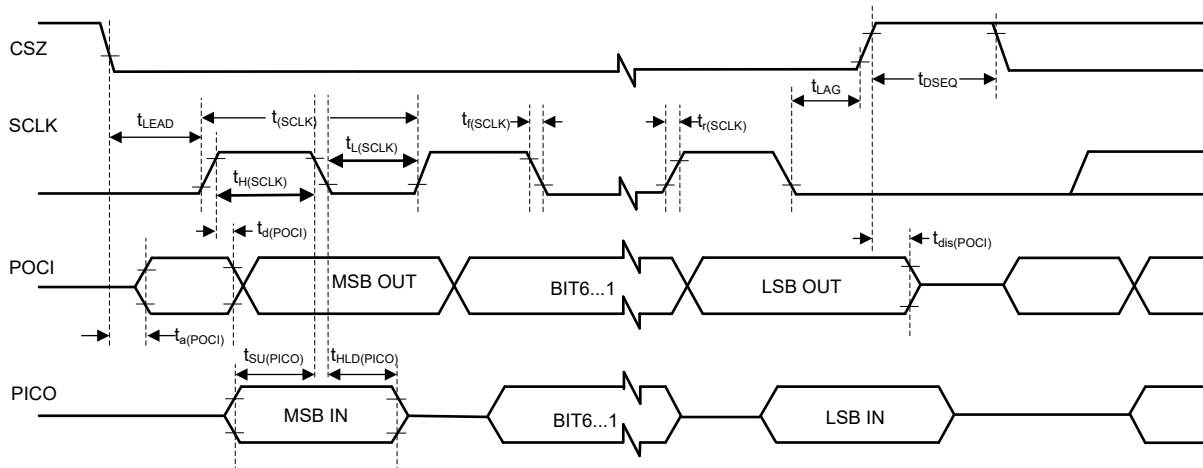 CSZ
tLAG
tDSEQ
SCLK
tLEAD
t(SCLK)
tf(SCLK)
tr(SCLK)
tL(SCLK)
tH(SCLK)
td(POCI)
tdis(POCI)
POCI
MSB OUT
BIT6...1
LSB OUT
ta(POCI)
tSU(PICO)
tHLD(PICO)
PICO
MSB IN
BIT6...1
LSB IN